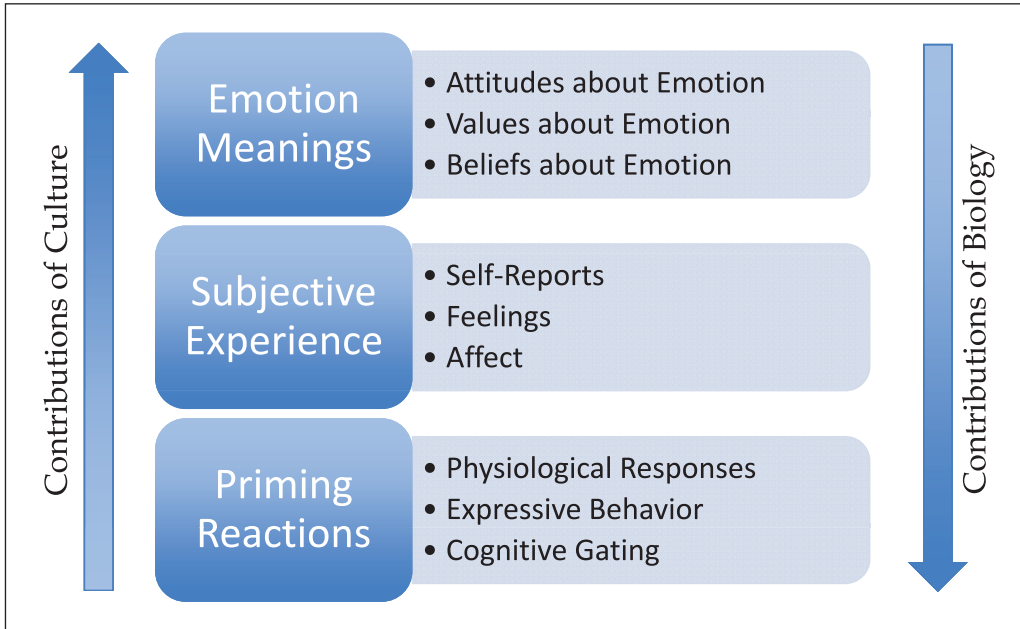 Contributions of Culture
Emotion
Meanings
• Attitudes about Emotion
• Values about Emotion
• Beliefs about Emotion
Subjective
Experience
• Self-Reports
• Feelings
• Affect
Priming
Reactions
• Physiological Responses
• Expressive Behavior
• Cognitive Gating
Contributions of Biology